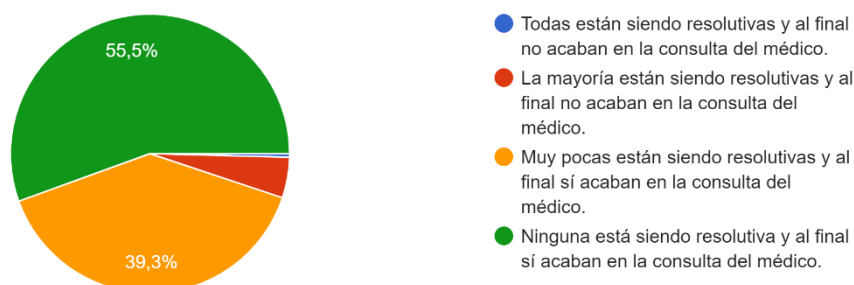 55,5%
39,3%
Todas están siendo resolutivas y al final
no acaban en la consulta del médico.
La mayoría están siendo resolutivas y al
final no acaban en la consulta del
médico.
Muy pocas están siendo resolutivas y al
final sí acaban en la consulta del
médico.
Ninguna está siendo resolutiva y al final
sí acaban en la consulta del médico.